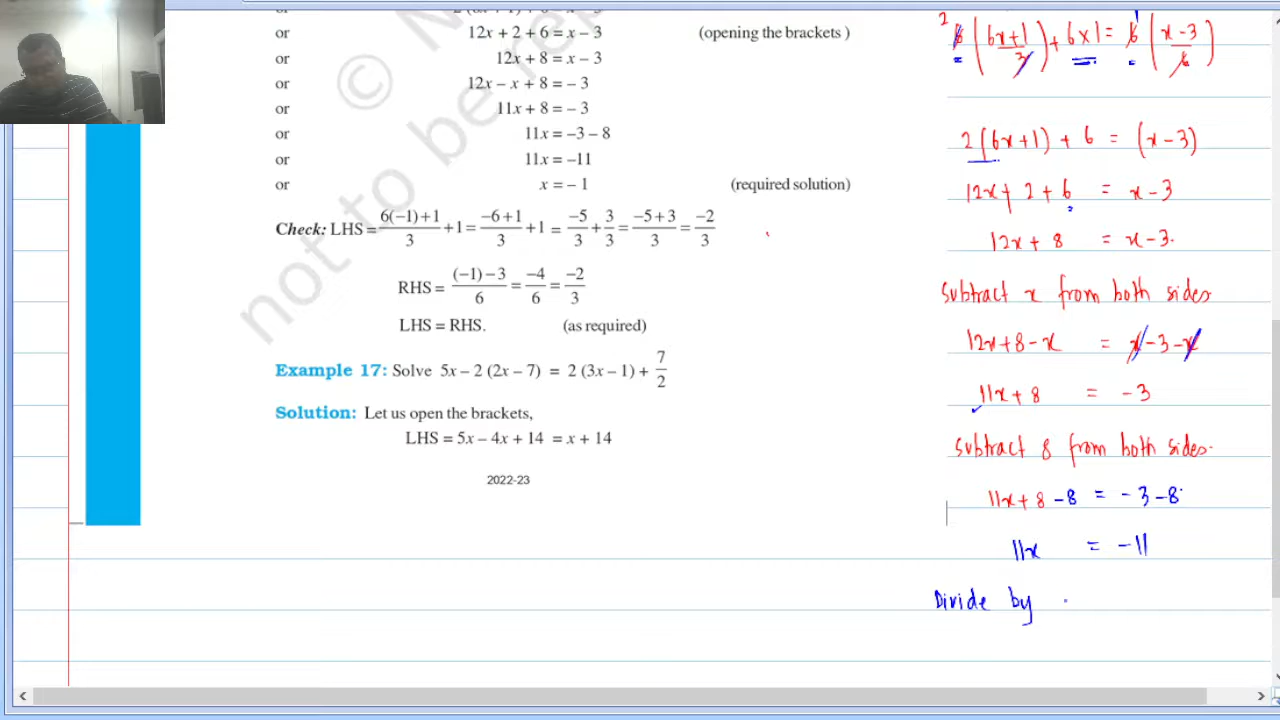 or 12x + 2 + 6 = x – 3 (opening the brackets )
or 12x + 8 = x – 3
or 12x – x + 8 = – 3
or 11x + 8 = – 3
or 11x = –3 – 8
or 11x = –11
or x = – 1 (required solution)
Check: LHS = (6(−1)+1)/3 + 1 = (−6+1)/3 + 1 = −5/3 + 3/3 = (−5+3)/3 = −2/3
RHS = ((−1)−3)/6 = −4/6 = −2/3
LHS = RHS. (as required)
Example 17: Solve 5x – 2 (2x – 7) = 2 (3x – 1) + 7/2
Solution: Let us open the brackets,
LHS = 5x – 4x + 14 = x + 14
2022-23
© 
not to be re
2 6 ( (6x+1)/3 ) + 6x1 = 6 ( (x-3)/6 )
2(6x+1) + 6 = (x-3)
12x + 2 + 6 = x-3
12x + 8 = x-3.
Subtract x from both sides
12x+8-x = x-3-x
11x+8 = -3
Subtract 8 from both sides.
11x+8-8 = -3-8
11x = -11
Divide by